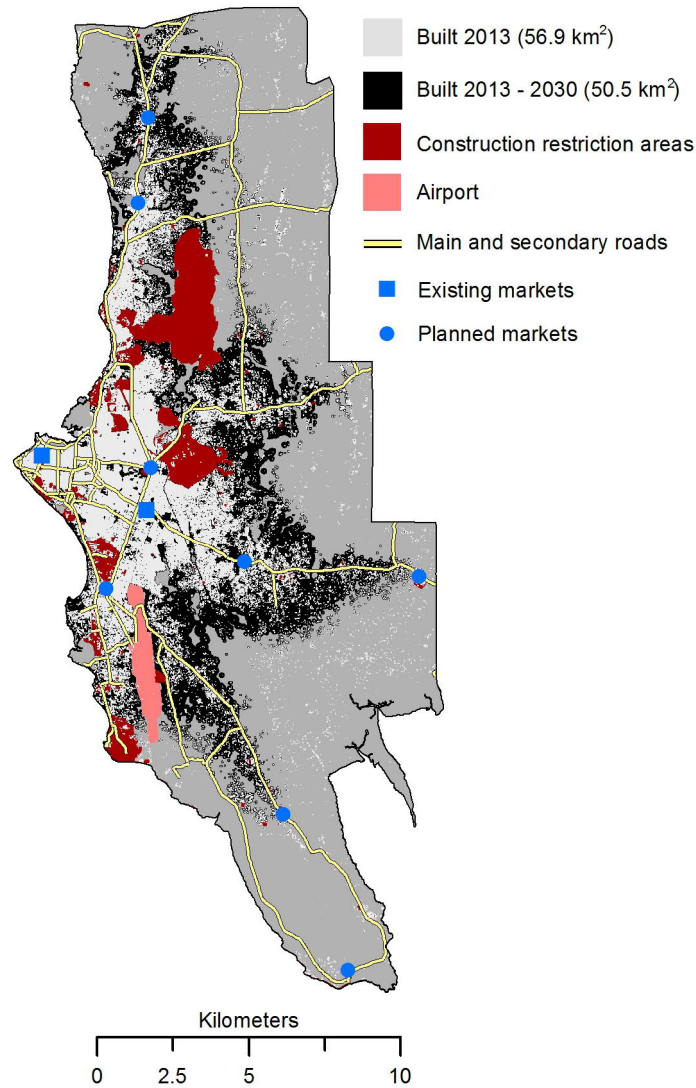 Built 2013 (56.9 km²)
Built 2013 - 2030 (50.5 km²)
Construction restriction areas
Airport
Main and secondary roads
Existing markets
Planned markets
Kilometers
0 2.5 5 10